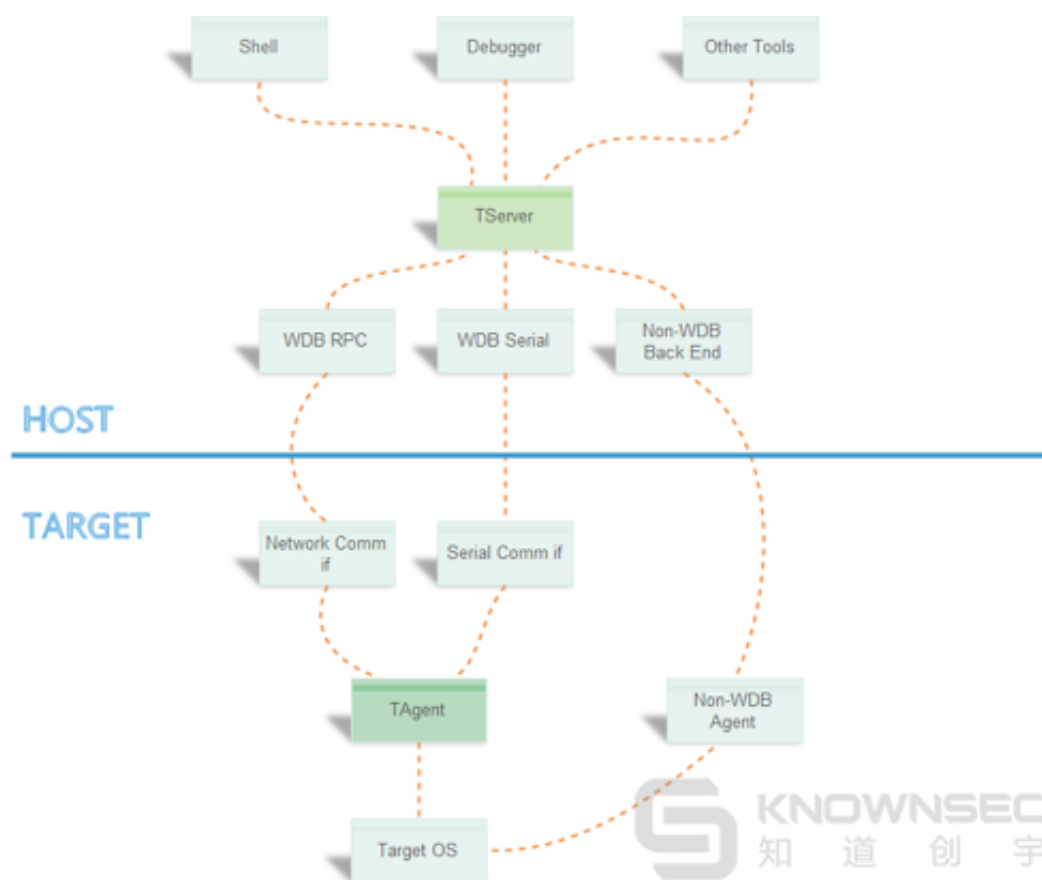 Shell
Debugger
Other Tools
TServer
WDB RPC
WDB Serial
Non-WDB
Back End
HOST
TARGET
Network Comm
if
Serial Comm if
TAgent
Non-WDB
Agent
Target OS
KNOWNSEC
知道创宇